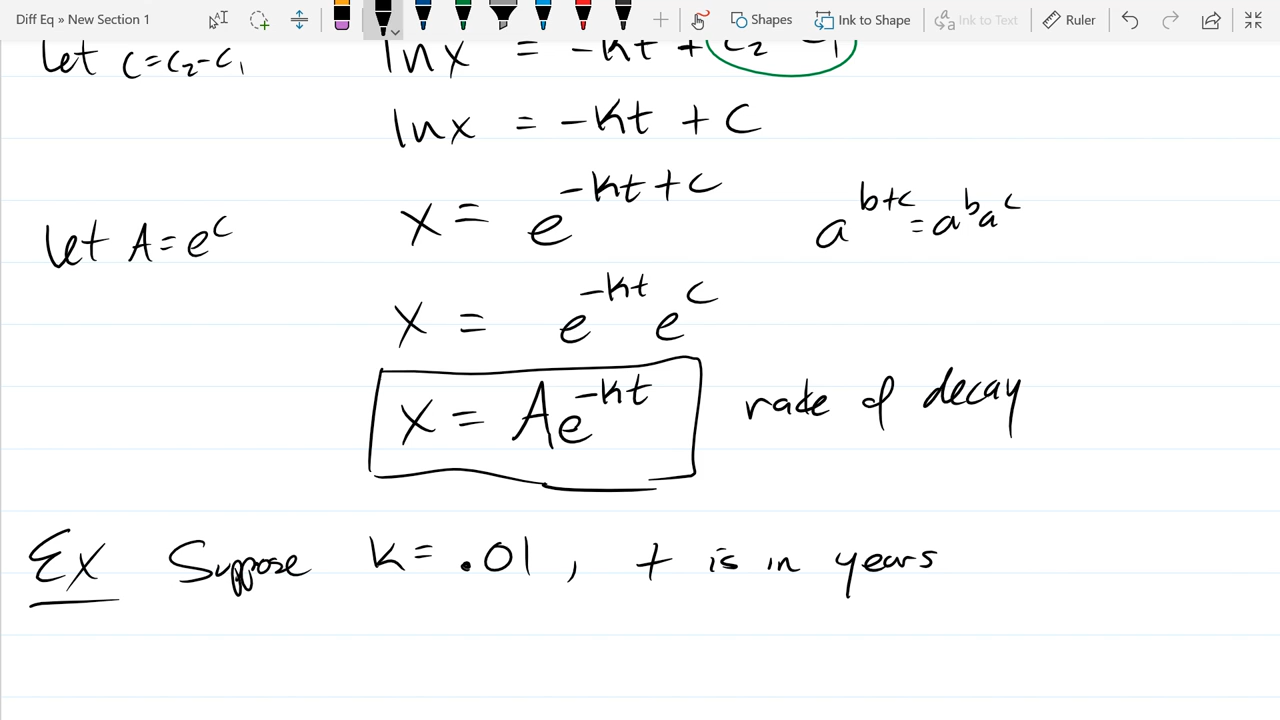 Diff Eq » New Section 1
Shapes
Ink to Shape
Ink to Text
Ruler
let c=c₂-c₁
ln x = -kt + c₂ - c₁
ln x = -kt + c
x = e^{-kt+c}
a^{b+c} = a^b a^c
let A=e^c
x = e^{-kt} e^c
x = Ae^{-kt}
rate of decay
Ex Suppose k = .01, t is in years